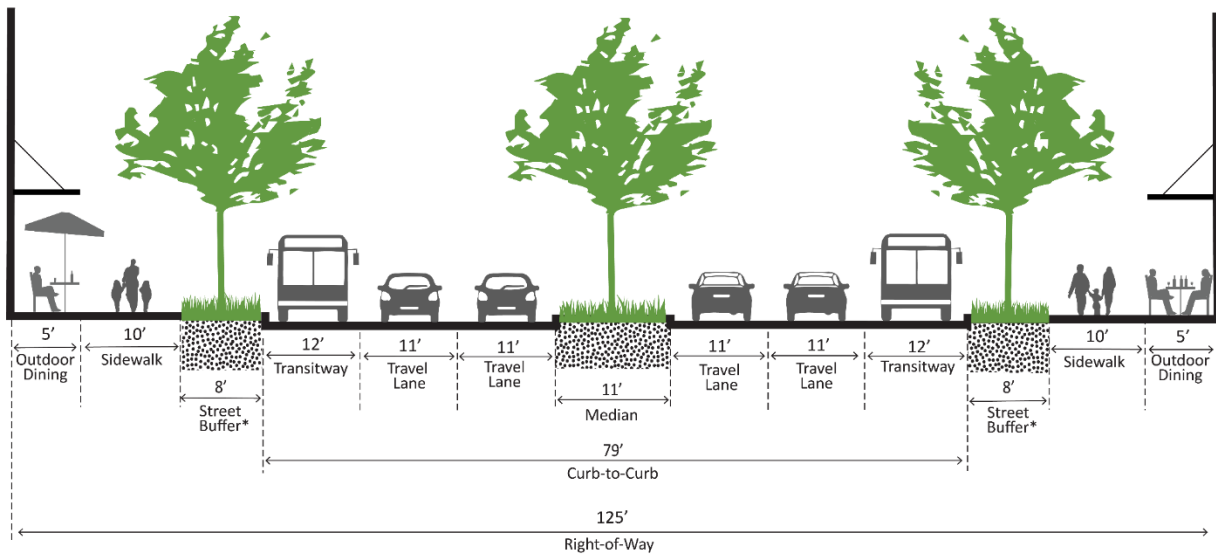 5’
Outdoor
Dining
10’
Sidewalk
8’
Street
Buffer*
12’
Transitway
11’
Travel
Lane
11’
Travel
Lane
11’
Median
11’
Travel
Lane
11’
Travel
Lane
12’
Transitway
8’
Street
Buffer*
10’
Sidewalk
5’
Outdoor
Dining
79’
Curb-to-Curb
125’
Right-of-Way